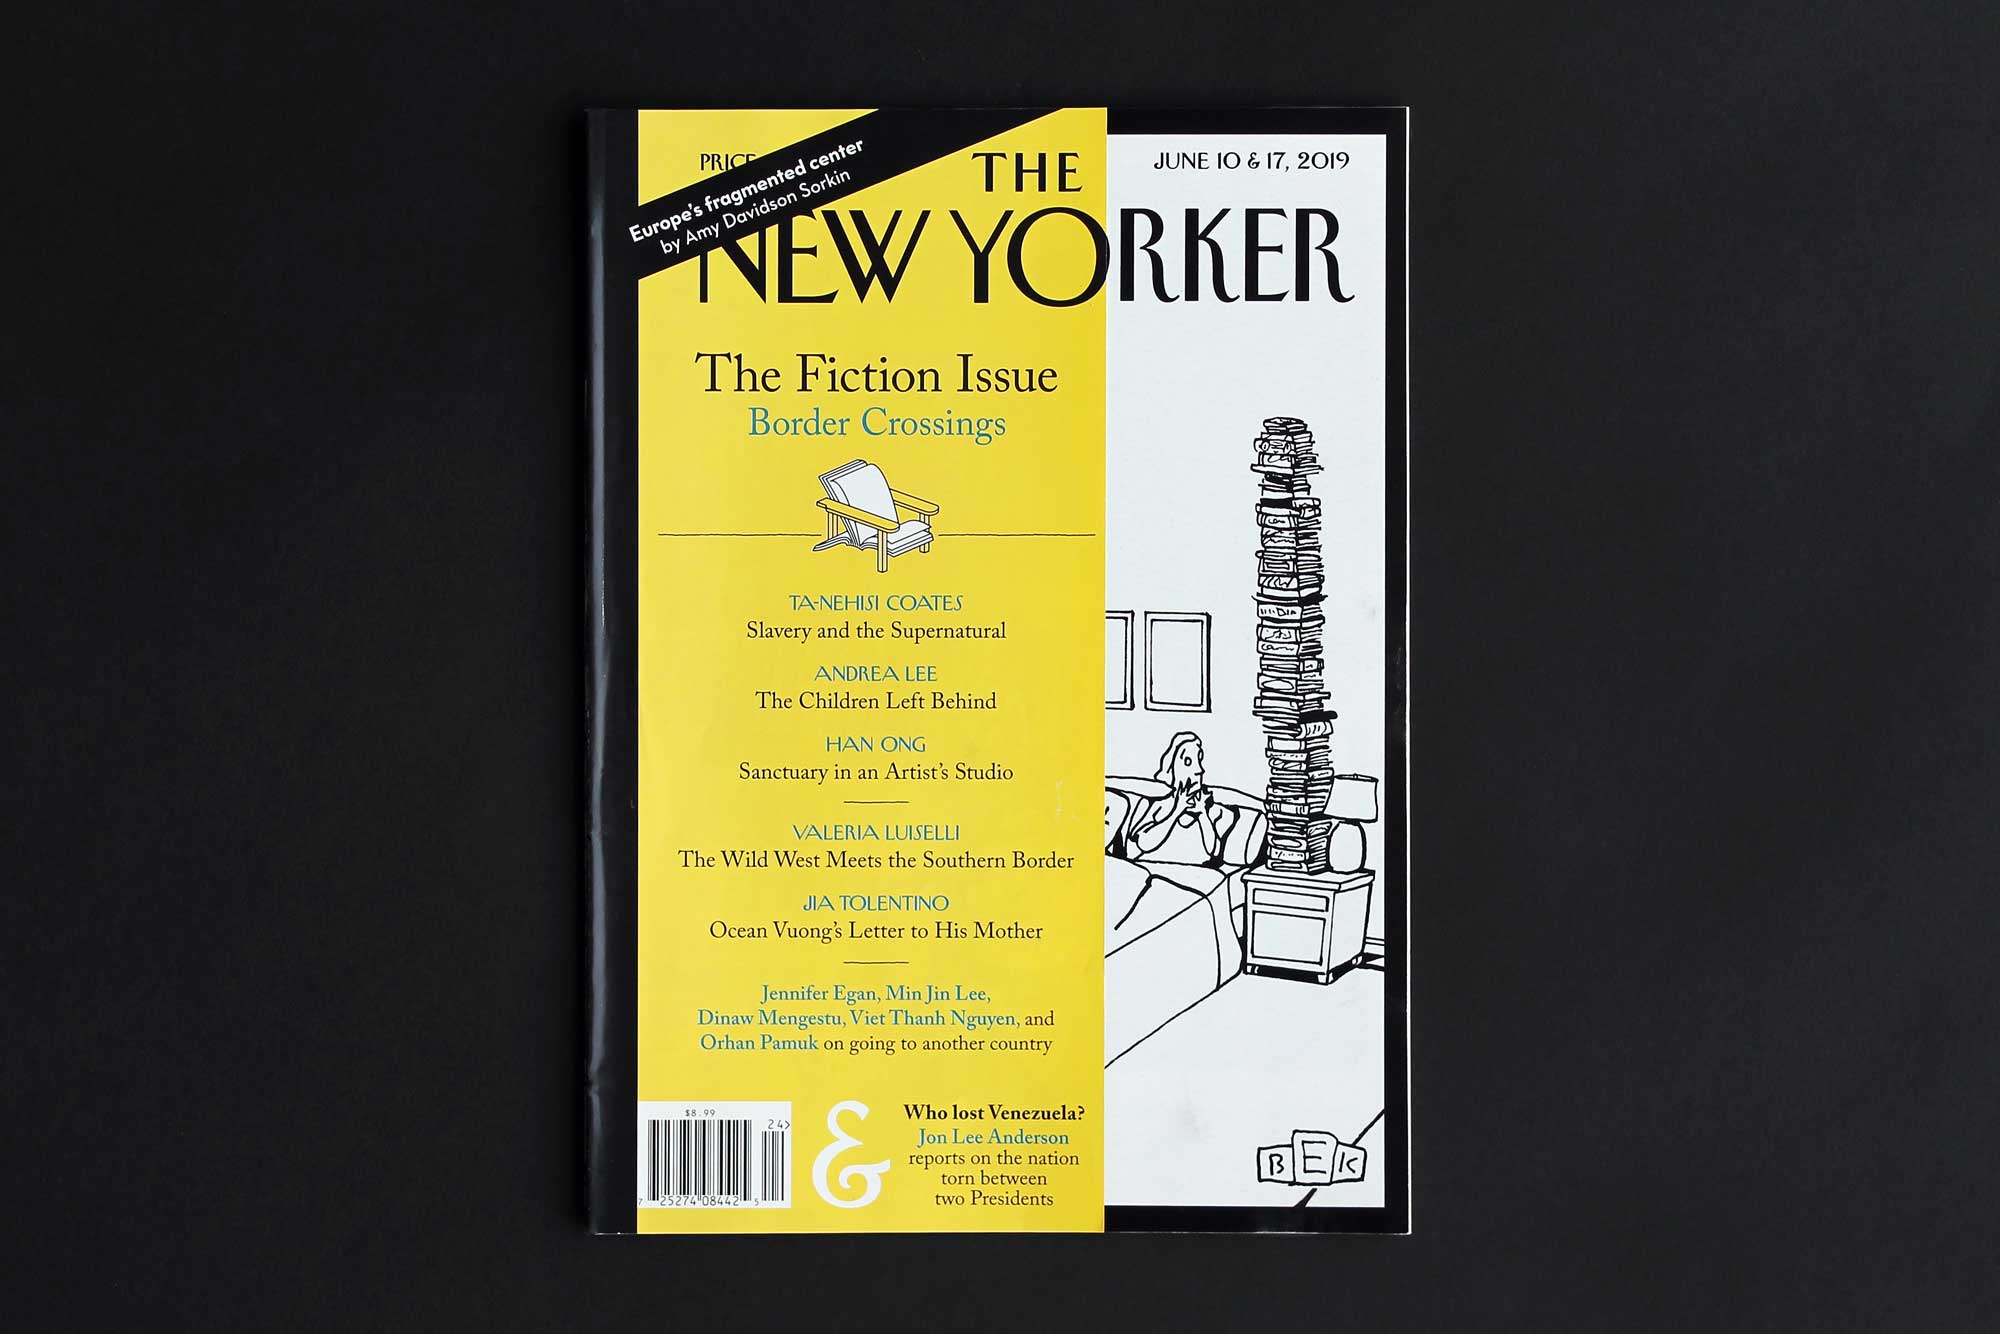 Europe's fragmented center
by Amy Davidson Sorkin
PRICE
THE
JUNE 10 & 17, 2019
NEW YORKER
The Fiction Issue
Border Crossings
TA-NEHISI COATES
Slavery and the Supernatural
ANDREA LEE
The Children Left Behind
HAN ONG
Sanctuary in an Artist's Studio
VALERIA LUISELLI
The Wild West Meets the Southern Border
JIA TOLENTINO
Ocean Vuong's Letter to His Mother
Jennifer Egan, Min Jin Lee,
Dinaw Mengestu, Viet Thanh Nguyen, and
Orhan Pamuk on going to another country
$8.99
24>
7 25274 08442 5
&
Who lost Venezuela?
Jon Lee Anderson
reports on the nation
torn between
two Presidents
BEK